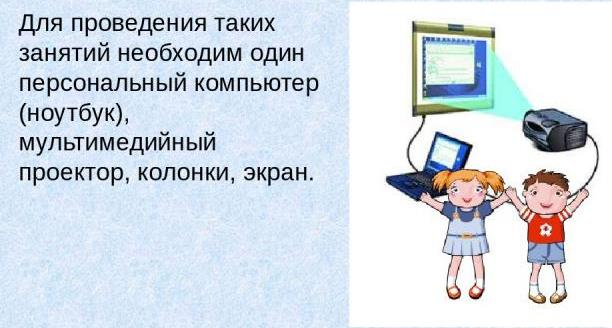 Для проведения таких
занятий необходим один
персональный компьютер
(ноутбук),
мультимедийный
проектор, колонки, экран.